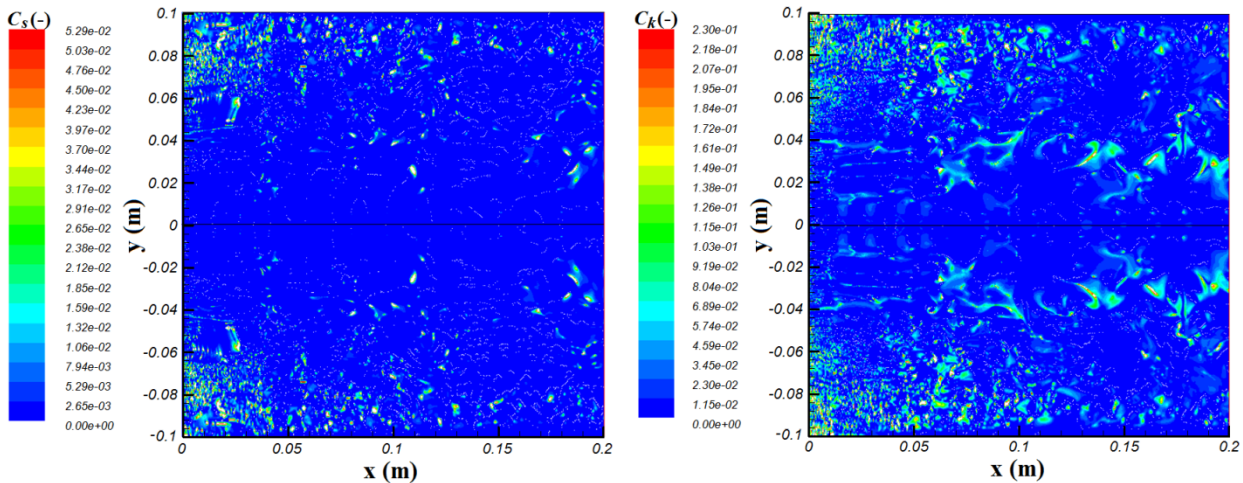 C_s(-)
5.29e-02
5.03e-02
4.76e-02
4.50e-02
4.23e-02
3.97e-02
3.70e-02
3.44e-02
3.17e-02
2.91e-02
2.65e-02
2.38e-02
2.12e-02
1.85e-02
1.59e-02
1.32e-02
1.06e-02
7.94e-03
5.29e-03
2.65e-03
0.00e+00
y (m)
0.1
0.08
0.06
0.04
0.02
0
-0.02
-0.04
-0.06
-0.08
-0.1
0 0.05 0.1 0.15 0.2
x (m)
C_k(-)
2.30e-01
2.18e-01
2.07e-01
1.95e-01
1.84e-01
1.72e-01
1.61e-01
1.49e-01
1.38e-01
1.26e-01
1.15e-01
1.03e-01
9.19e-02
8.04e-02
6.89e-02
5.74e-02
4.59e-02
3.45e-02
2.30e-02
1.15e-02
0.00e+00
y (m)
0.1
0.08
0.06
0.04
0.02
0
-0.02
-0.04
-0.06
-0.08
-0.1
0 0.05 0.1 0.15 0.2
x (m)